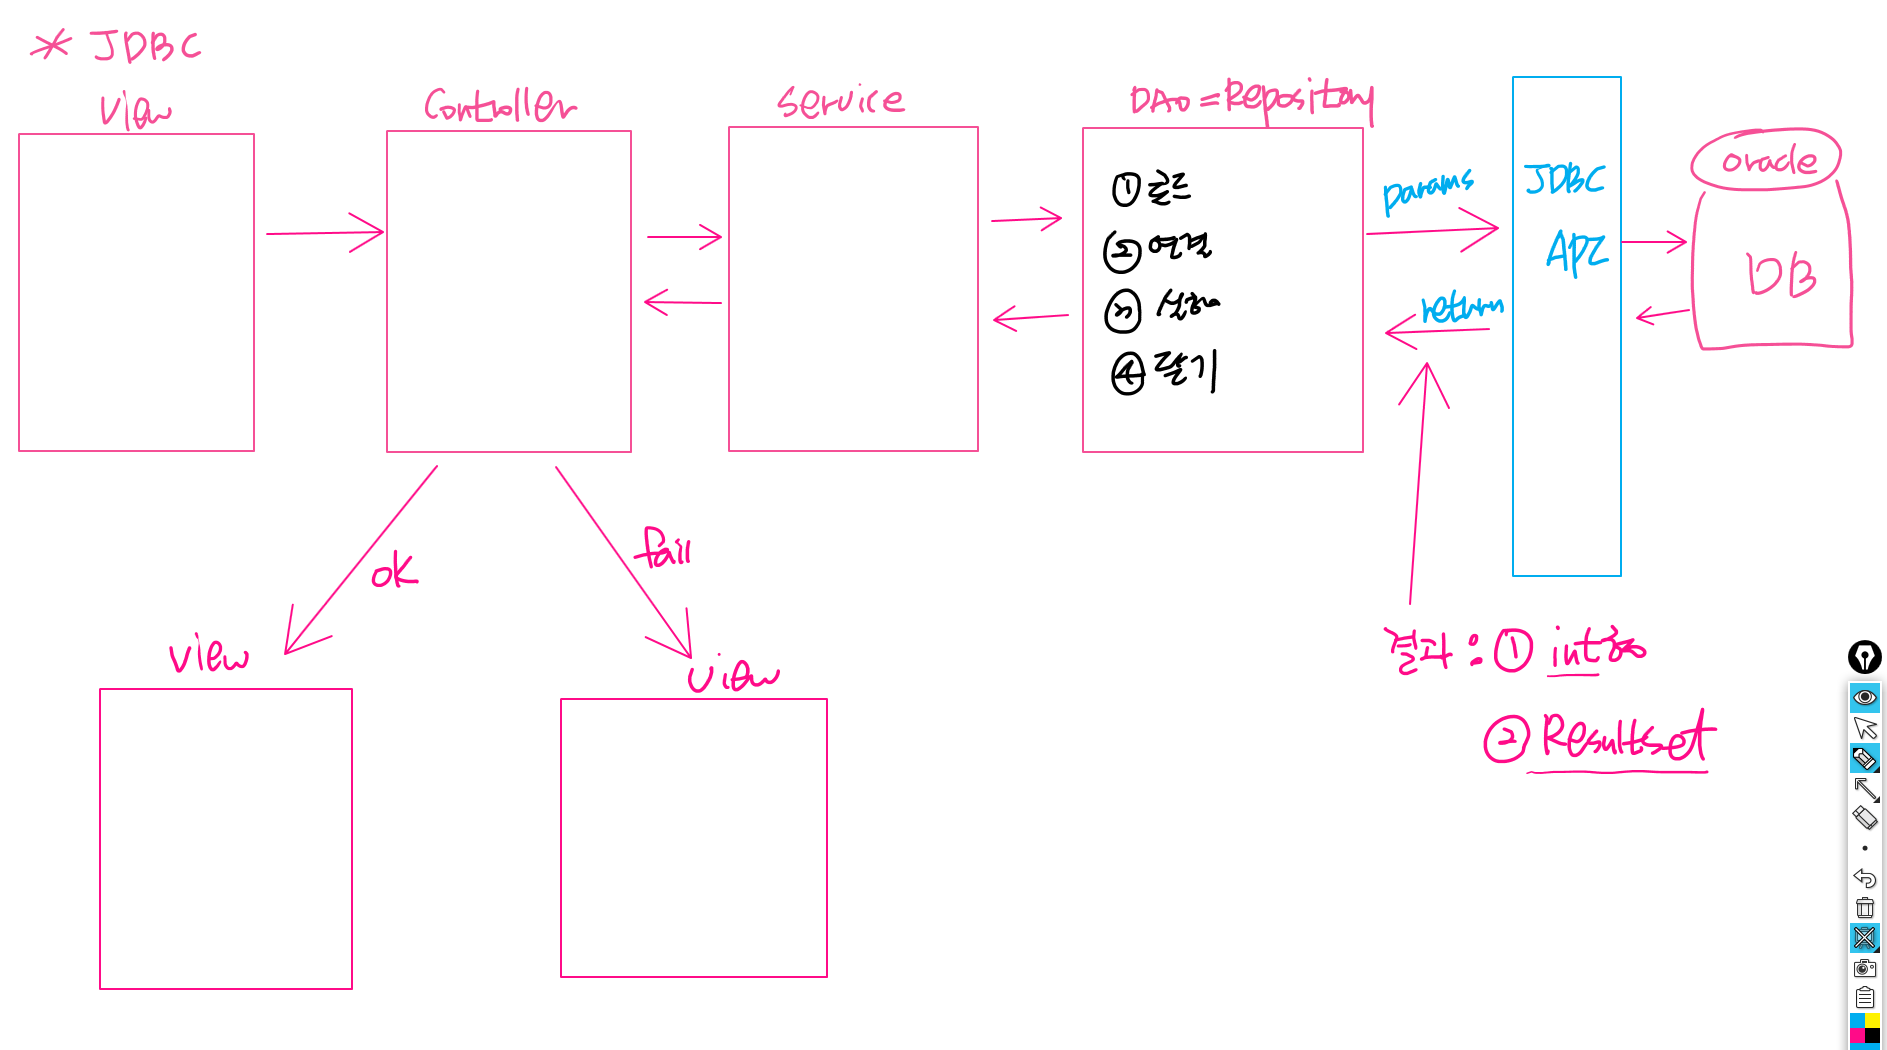 * JDBC
view
Controller
service
DAO = Repository
① 로드
② 연결
③ 실행
④ 닫기
params
return
JDBC
API
oracle
DB
ok
fail
view
view
결과 : ① int형
② Resultset